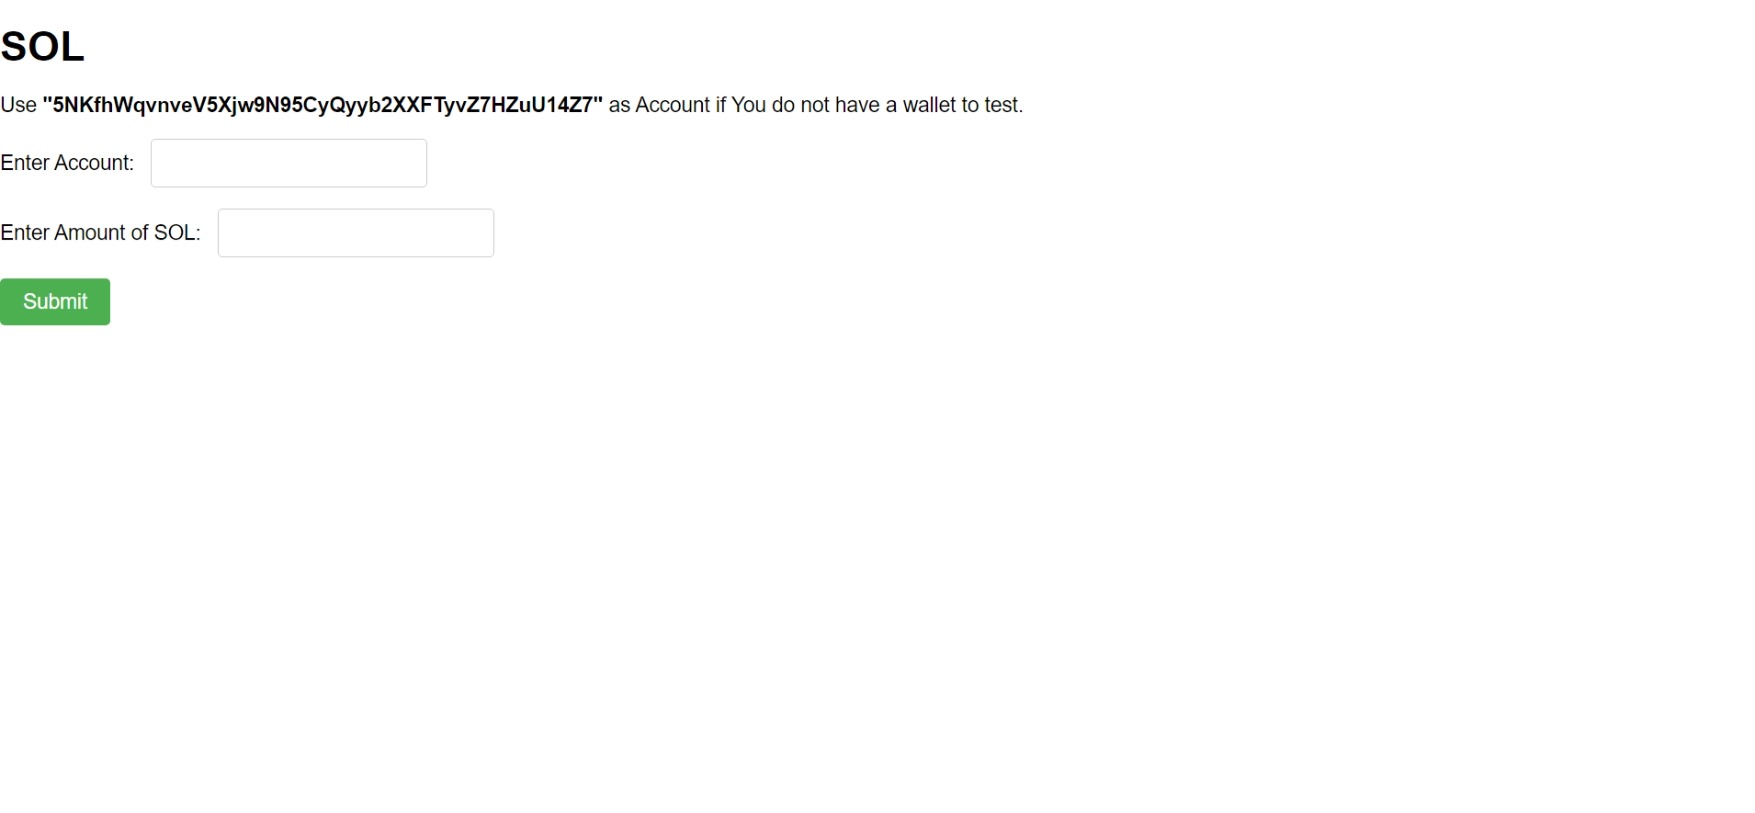 SOL
Use "5NKfhWqvnveV5Xjw9N95CyQyyb2XXFTyvZ7HZuU14Z7" as Account if You do not have a wallet to test.
Enter Account:
Enter Amount of SOL:
Submit